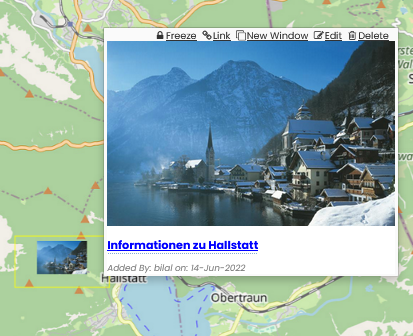 Freeze Link New Window Edit Delete
Informationen zu Hallstatt
Added By: bilal on: 14-Jun-2022
Hallstatt
Obertraun